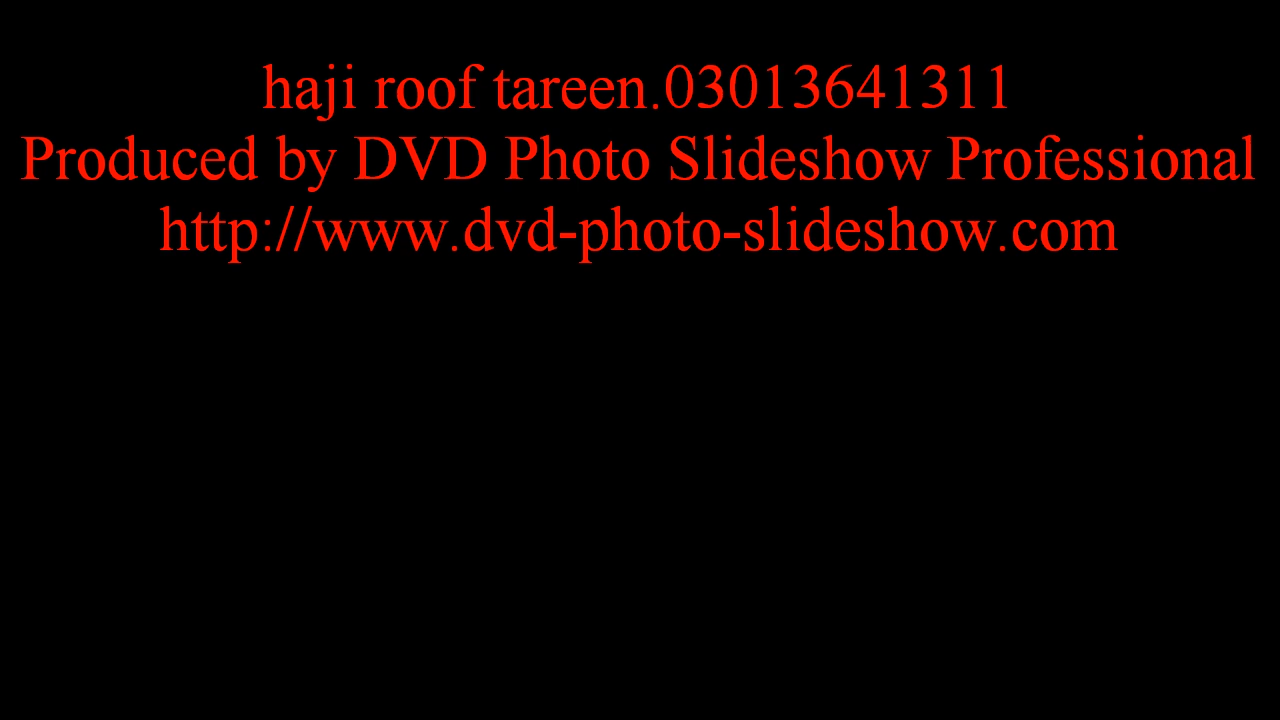 haji roof tareen.03013641311
Produced by DVD Photo Slideshow Professional
http://www.dvd-photo-slideshow.com